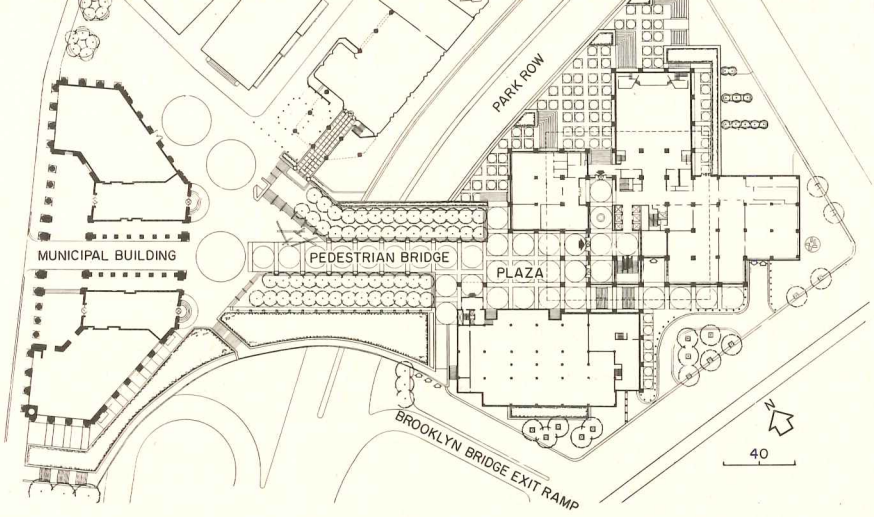 PARK ROW
MUNICIPAL BUILDING
PEDESTRIAN BRIDGE
PLAZA
BROOKLYN BRIDGE EXIT RAMP
N
40